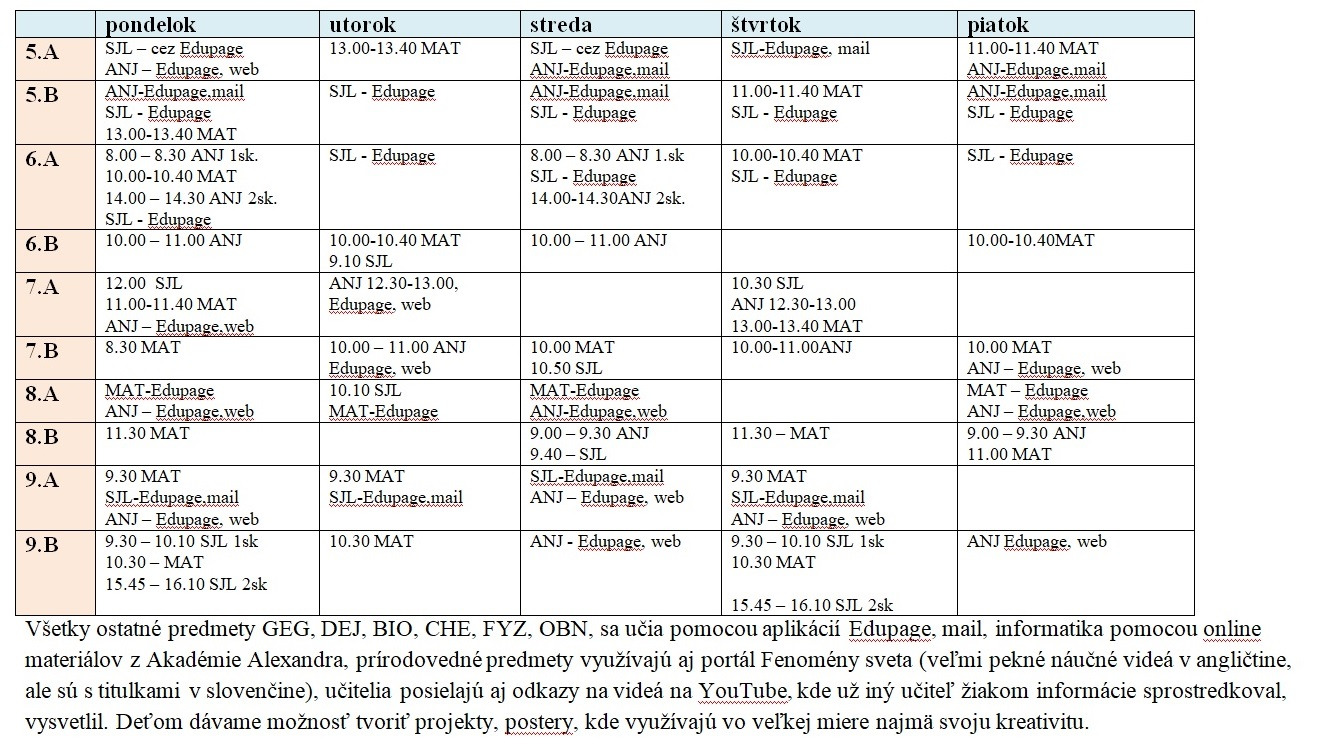 pondelok utorok streda štvrtok piatok
5.A
SJL – cez Edupage
ANJ – Edupage, web
13.00-13.40 MAT
SJL – cez Edupage
ANJ-Edupage,mail
SJL-Edupage, mail
11.00-11.40 MAT
ANJ-Edupage,mail
5.B
ANJ-Edupage,mail
SJL - Edupage
13.00-13.40 MAT
SJL - Edupage
ANJ-Edupage,mail
SJL - Edupage
11.00-11.40 MAT
SJL - Edupage
ANJ-Edupage,mail
SJL - Edupage
6.A
8.00 – 8.30 ANJ 1sk.
10.00-10.40 MAT
14.00 – 14.30 ANJ 2sk.
SJL - Edupage
SJL - Edupage
8.00 – 8.30 ANJ 1.sk
SJL - Edupage
14.00-14.30ANJ 2sk.
10.00-10.40 MAT
SJL - Edupage
SJL - Edupage
6.B
10.00 – 11.00 ANJ
10.00-10.40 MAT
9.10 SJL
10.00 – 11.00 ANJ
10.00-10.40MAT
7.A
12.00 SJL
11.00-11.40 MAT
ANJ – Edupage,web
ANJ 12.30-13.00,
Edupage, web
10.30 SJL
ANJ 12.30-13.00
13.00-13.40 MAT
7.B
8.30 MAT
10.00 – 11.00 ANJ
Edupage, web
10.00 MAT
10.50 SJL
10.00-11.00ANJ
10.00 MAT
ANJ – Edupage, web
8.A
MAT-Edupage
ANJ – Edupage,web
10.10 SJL
MAT-Edupage
MAT-Edupage
ANJ-Edupage,web
MAT – Edupage
ANJ – Edupage,web
8.B
11.30 MAT
9.00 – 9.30 ANJ
9.40 – SJL
11.30 – MAT
9.00 – 9.30 ANJ
11.00 MAT
9.A
9.30 MAT
SJL-Edupage,mail
ANJ – Edupage, web
9.30 MAT
SJL-Edupage,mail
SJL-Edupage,mail
ANJ – Edupage, web
9.30 MAT
SJL-Edupage,mail
ANJ – Edupage, web
9.B
9.30 – 10.10 SJL 1sk
10.30 – MAT
15.45 – 16.10 SJL 2sk
10.30 MAT
ANJ - Edupage, web
9.30 – 10.10 SJL 1sk
10.30 MAT
15.45 – 16.10 SJL 2sk
ANJ Edupage, web
Všetky ostatné predmety GEG, DEJ, BIO, CHE, FYZ, OBN, sa učia pomocou aplikácií Edupage, mail, informatika pomocou online
materiálov z Akadémie Alexandra, prírodovedné predmety využívajú aj portál Fenomény sveta (veľmi pekné náučné videá v angličtine,
ale sú s titulkami v slovenčine), učitelia posielajú aj odkazy na videá na YouTube, kde už iný učiteľ žiakom informácie sprostredkoval,
vysvetlil. Deťom dávame možnosť tvoriť projekty, postery, kde využívajú vo veľkej miere najmä svoju kreativitu.